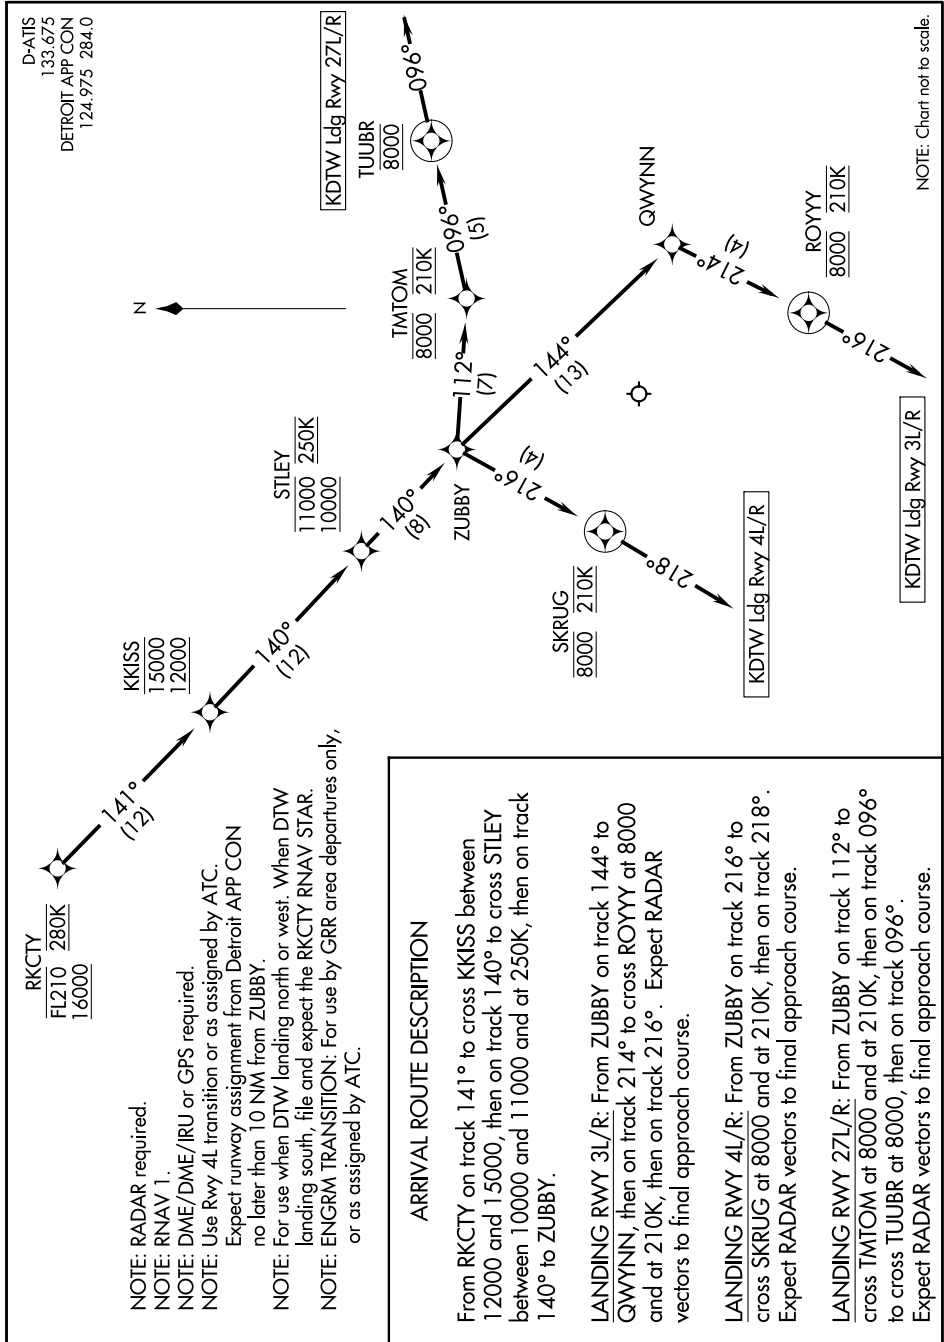 D-ATIS
133.675
DETROIT APP CON
124.975 284.0
RKCTY
FL210 280K
16000
141°
(12)
KKISS
15000
12000
140°
(12)
STLEY
11000 250K
10000
140°
(8)
ZUBBY
N
112°
(7)
TMTOM
8000 210K
096°
(5)
TUUBR
8000
096°
KDTW Ldg Rwy 27L/R
144°
(13)
QWYNN
214°
(4)
ROYYY
8000 210K
216°
KDTW Ldg Rwy 3L/R
216°
(4)
SKRUG
8000 210K
218°
KDTW Ldg Rwy 4L/R
NOTE: Chart not to scale.
NOTE: RADAR required.
NOTE: RNAV 1.
NOTE: DME/DME/IRU or GPS required.
NOTE: Use Rwy 4L transition or as assigned by ATC.
Expect runway assignment from Detroit APP CON
no later than 10 NM from ZUBBY.
NOTE: For use when DTW landing north or west. When DTW
landing south, file and expect the RKCTY RNAV STAR.
NOTE: ENGRM TRANSITION: For use by GRR area departures only,
or as assigned by ATC.
ARRIVAL ROUTE DESCRIPTION
From RKCTY on track 141° to cross KKISS between
12000 and 15000, then on track 140° to cross STLEY
between 10000 and 11000 and at 250K, then on track
140° to ZUBBY.
LANDING RWY 3L/R: From ZUBBY on track 144° to
QWYNN, then on track 214° to cross ROYYY at 8000
and at 210K, then on track 216°. Expect RADAR
vectors to final approach course.
LANDING RWY 4L/R: From ZUBBY on track 216° to
cross SKRUG at 8000 and at 210K, then on track 218°.
Expect RADAR vectors to final approach course.
LANDING RWY 27L/R: From ZUBBY on track 112° to
cross TMTOM at 8000 and at 210K, then on track 096°
to cross TUUBR at 8000, then on track 096°.
Expect RADAR vectors to final approach course.